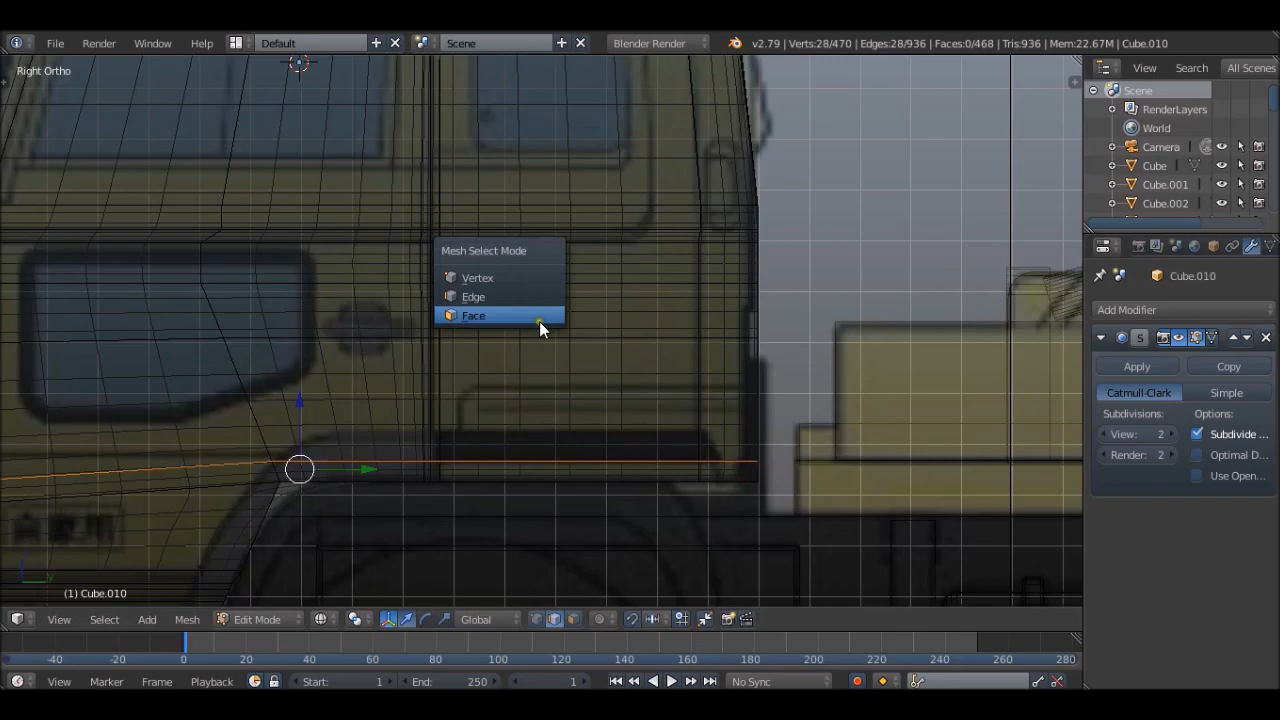 File Render Window Help Default Scene Blender Render v2.79 | Verts:28/470 | Edges:28/936 | Faces:0/468 | Tris:936 | Mem:22.67M | Cube.010
Right Ortho
View Search All Scenes
Scene
RenderLayers
World
Camera
Cube
Cube.001
Cube.002
Mesh Select Mode
Vertex
Edge
Face
Cube.010
Add Modifier
S
Apply Copy
Catmull-Clark Simple
Subdivisions: Options:
View: 2 Subdivide ...
Render: 2 Optimal D...
Use Open...
(1) Cube.010
View Select Add Mesh Edit Mode Global
-40 -20 0 20 40 60 80 100 120 140 160 180 200 220 240 260 280
View Marker Frame Playback Start: 1 End: 250 1 No Sync